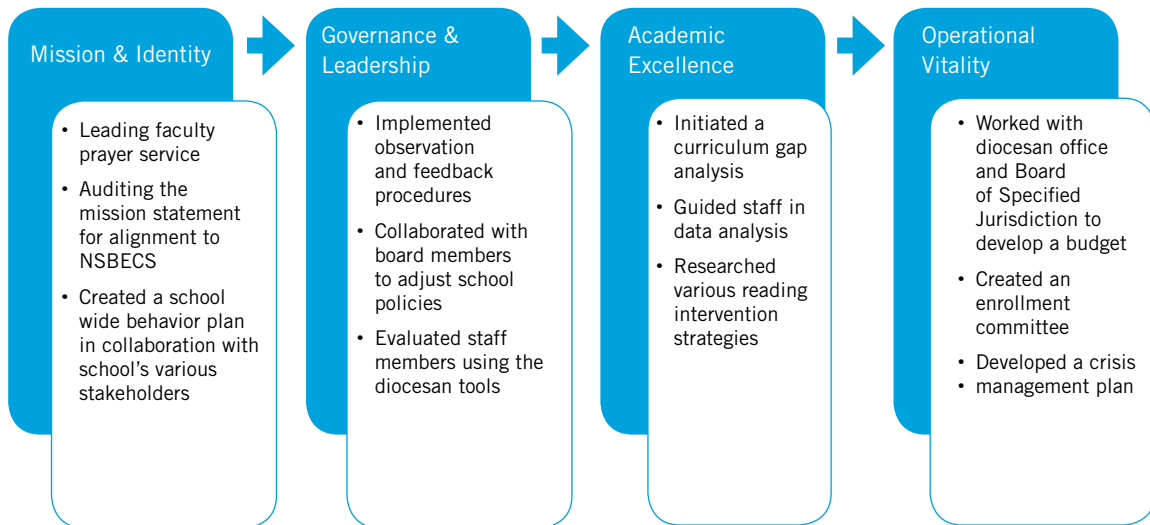 Mission & Identity
• Leading faculty
prayer service
• Auditing the
mission statement
for alignment to
NSBECS
• Created a school
wide behavior plan
in collaboration with
school's various
stakeholders
Governance &
Leadership
• Implemented
observation
and feedback
procedures
• Collaborated with
board members
to adjust school
policies
• Evaluated staff
members using the
diocesan tools
Academic
Excellence
• Initiated a
curriculum gap
analysis
• Guided staff in
data analysis
• Researched
various reading
intervention
strategies
Operational
Vitality
• Worked with
diocesan office
and Board
of Specified
Jurisdiction to
develop a budget
• Created an
enrollment
committee
• Developed a crisis
• management plan